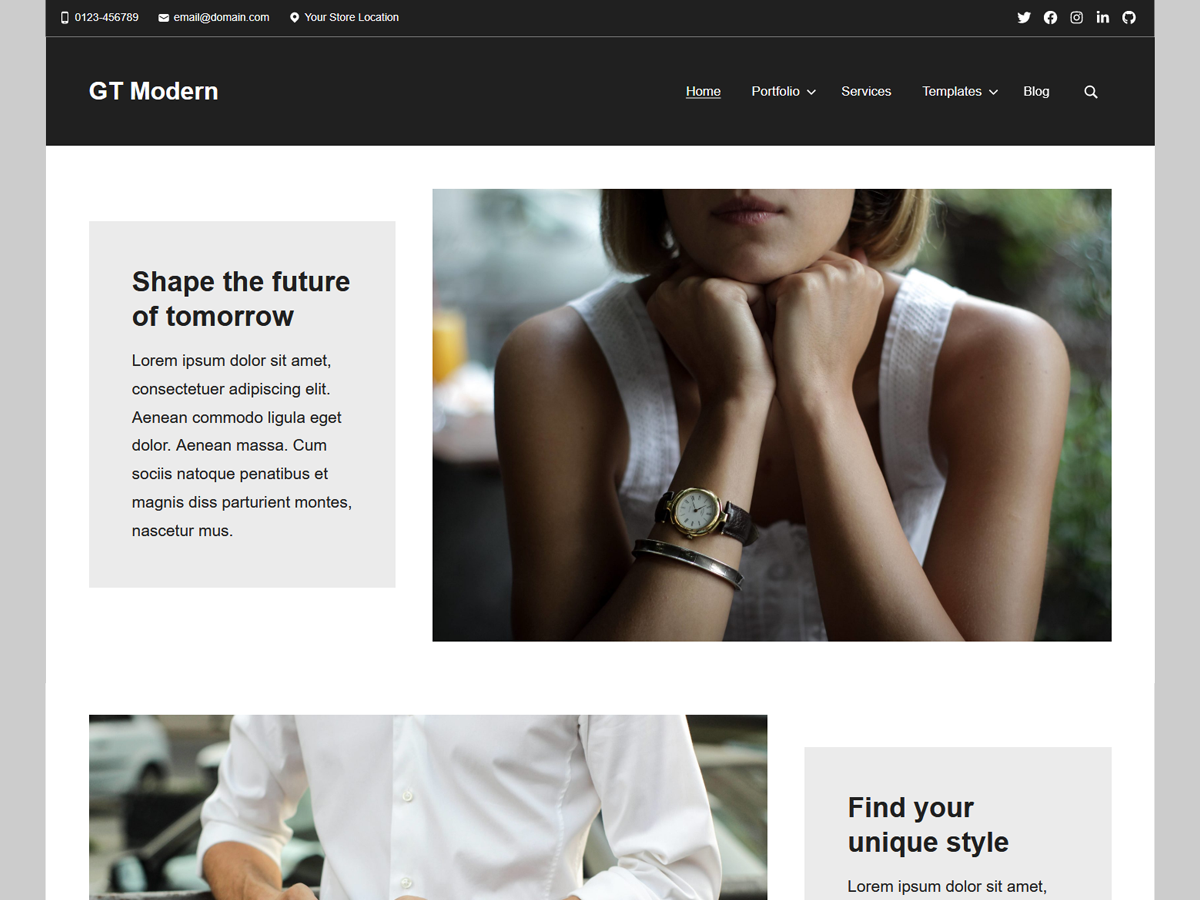 0123-456789 email@domain.com Your Store Location
GT Modern
Home Portfolio Services Templates Blog
Shape the future
of tomorrow
Lorem ipsum dolor sit amet,
consectetuer adipiscing elit.
Aenean commodo ligula eget
dolor. Aenean massa. Cum
sociis natoque penatibus et
magnis diss parturient montes,
nascetur mus.
Find your
unique style
Lorem ipsum dolor sit amet,